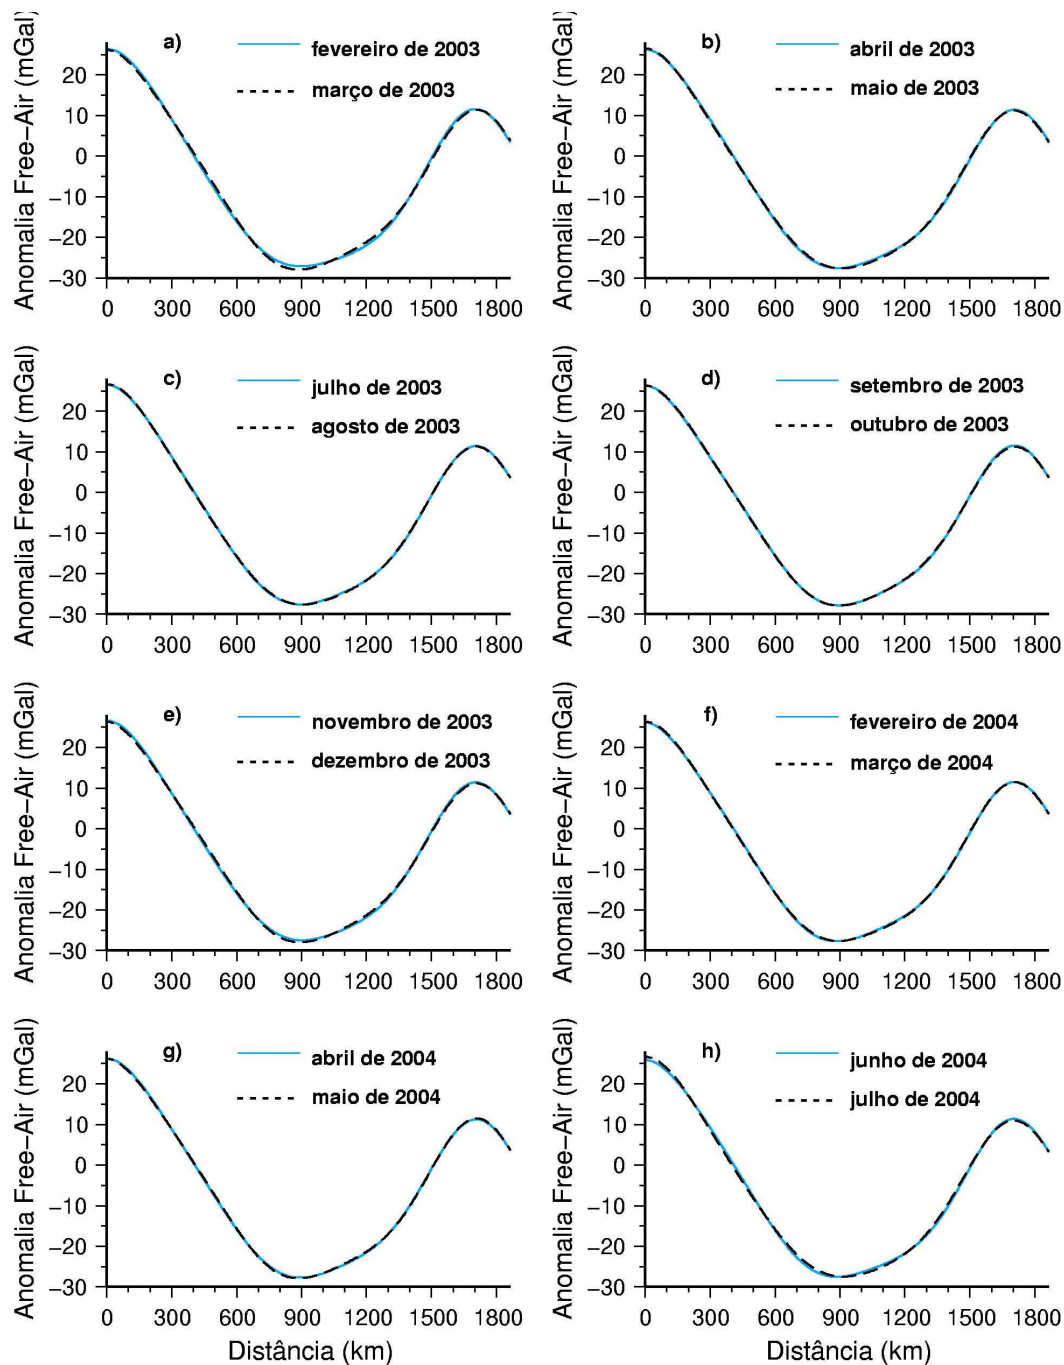 a) fevereiro de 2003
março de 2003
Anomalia Free−Air (mGal)
20
10
0
−10
−20
−30
0 300 600 900 1200 1500 1800
b) abril de 2003
maio de 2003
Anomalia Free−Air (mGal)
20
10
0
−10
−20
−30
0 300 600 900 1200 1500 1800
c) julho de 2003
agosto de 2003
Anomalia Free−Air (mGal)
20
10
0
−10
−20
−30
0 300 600 900 1200 1500 1800
d) setembro de 2003
outubro de 2003
Anomalia Free−Air (mGal)
20
10
0
−10
−20
−30
0 300 600 900 1200 1500 1800
e) novembro de 2003
dezembro de 2003
Anomalia Free−Air (mGal)
20
10
0
−10
−20
−30
0 300 600 900 1200 1500 1800
f) fevereiro de 2004
março de 2004
Anomalia Free−Air (mGal)
20
10
0
−10
−20
−30
0 300 600 900 1200 1500 1800
g) abril de 2004
maio de 2004
Anomalia Free−Air (mGal)
20
10
0
−10
−20
−30
0 300 600 900 1200 1500 1800
Distância (km)
h) junho de 2004
julho de 2004
Anomalia Free−Air (mGal)
20
10
0
−10
−20
−30
0 300 600 900 1200 1500 1800
Distância (km)